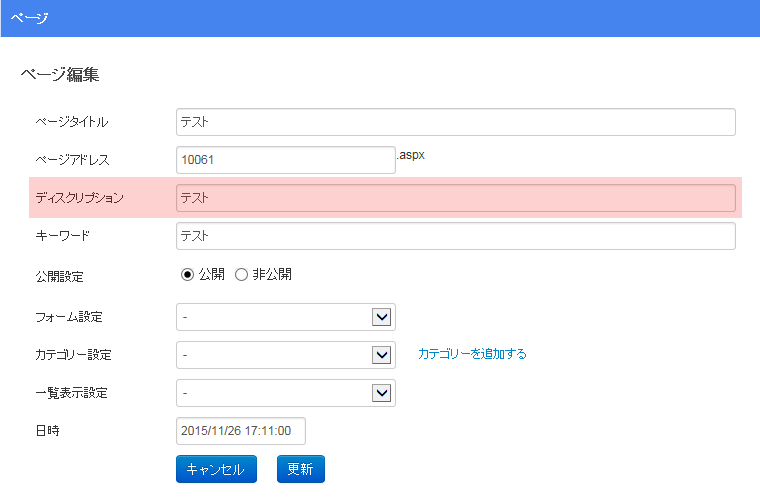 ページ
ページ編集
ページタイトル テスト
ページアドレス 10061 .aspx
ディスクリプション テスト
キーワード テスト
公開設定 公開 非公開
フォーム設定 -
カテゴリー設定 - カテゴリーを追加する
一覧表示設定 -
日時 2015/11/26 17:11:00
キャンセル 更新